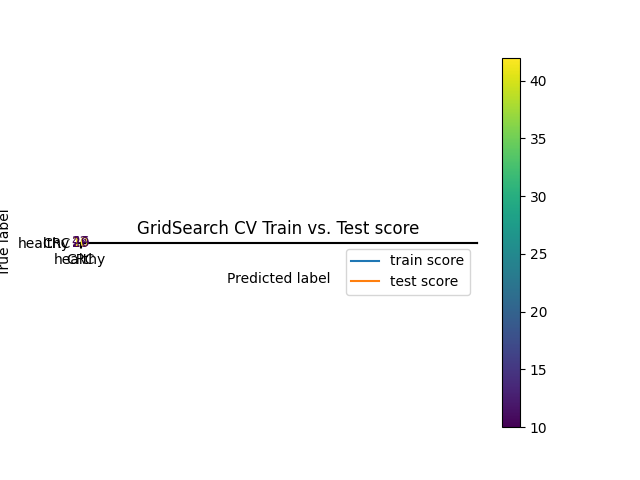 GridSearch CV Train vs. Test score
True label
healthy
CRC
healthy
CRC
Predicted label
train score
test score
40
35
30
25
20
15
10